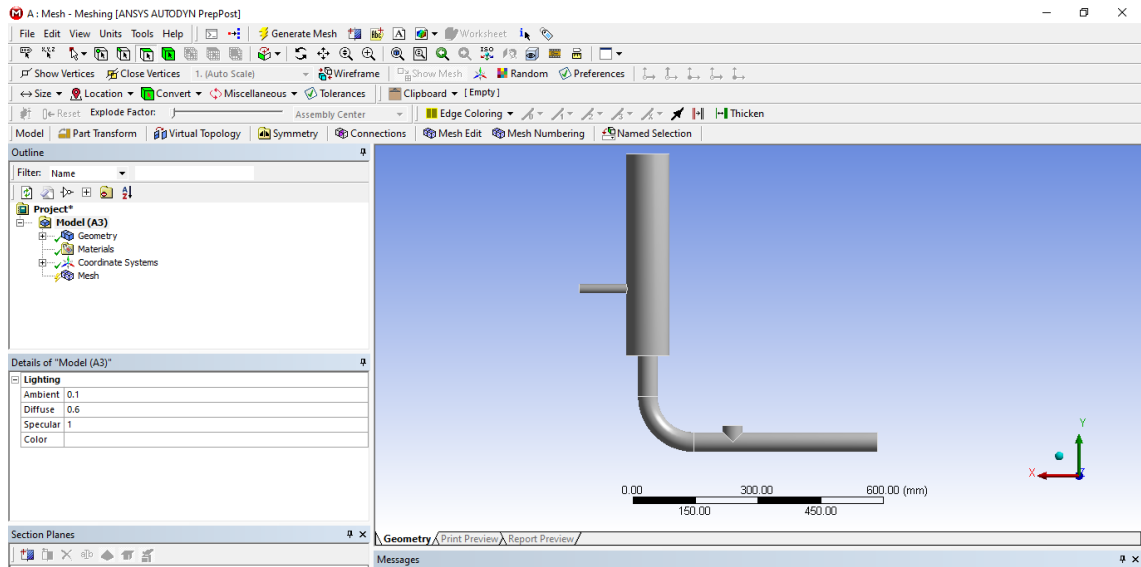 A : Mesh - Meshing [ANSYS AUTODYN PrepPost]
File Edit View Units Tools Help Generate Mesh A Worksheet i
ISO
Show Vertices Close Vertices 1. (Auto Scale) Wireframe Show Mesh Random Preferences
Size Location Convert Miscellaneous Tolerances Clipboard [Empty]
Reset Explode Factor: Assembly Center Edge Coloring Thicken
Model Part Transform Virtual Topology Symmetry Connections Mesh Edit Mesh Numbering Named Selection
Outline
Filter: Name
Project*
Model (A3)
Geometry
Materials
Coordinate Systems
Mesh
Details of "Model (A3)"
Lighting
Ambient 0.1
Diffuse 0.6
Specular 1
Color
Section Planes
Y
X
Z
0.00 300.00 600.00 (mm)
150.00 450.00
Geometry Print Preview Report Preview
Messages